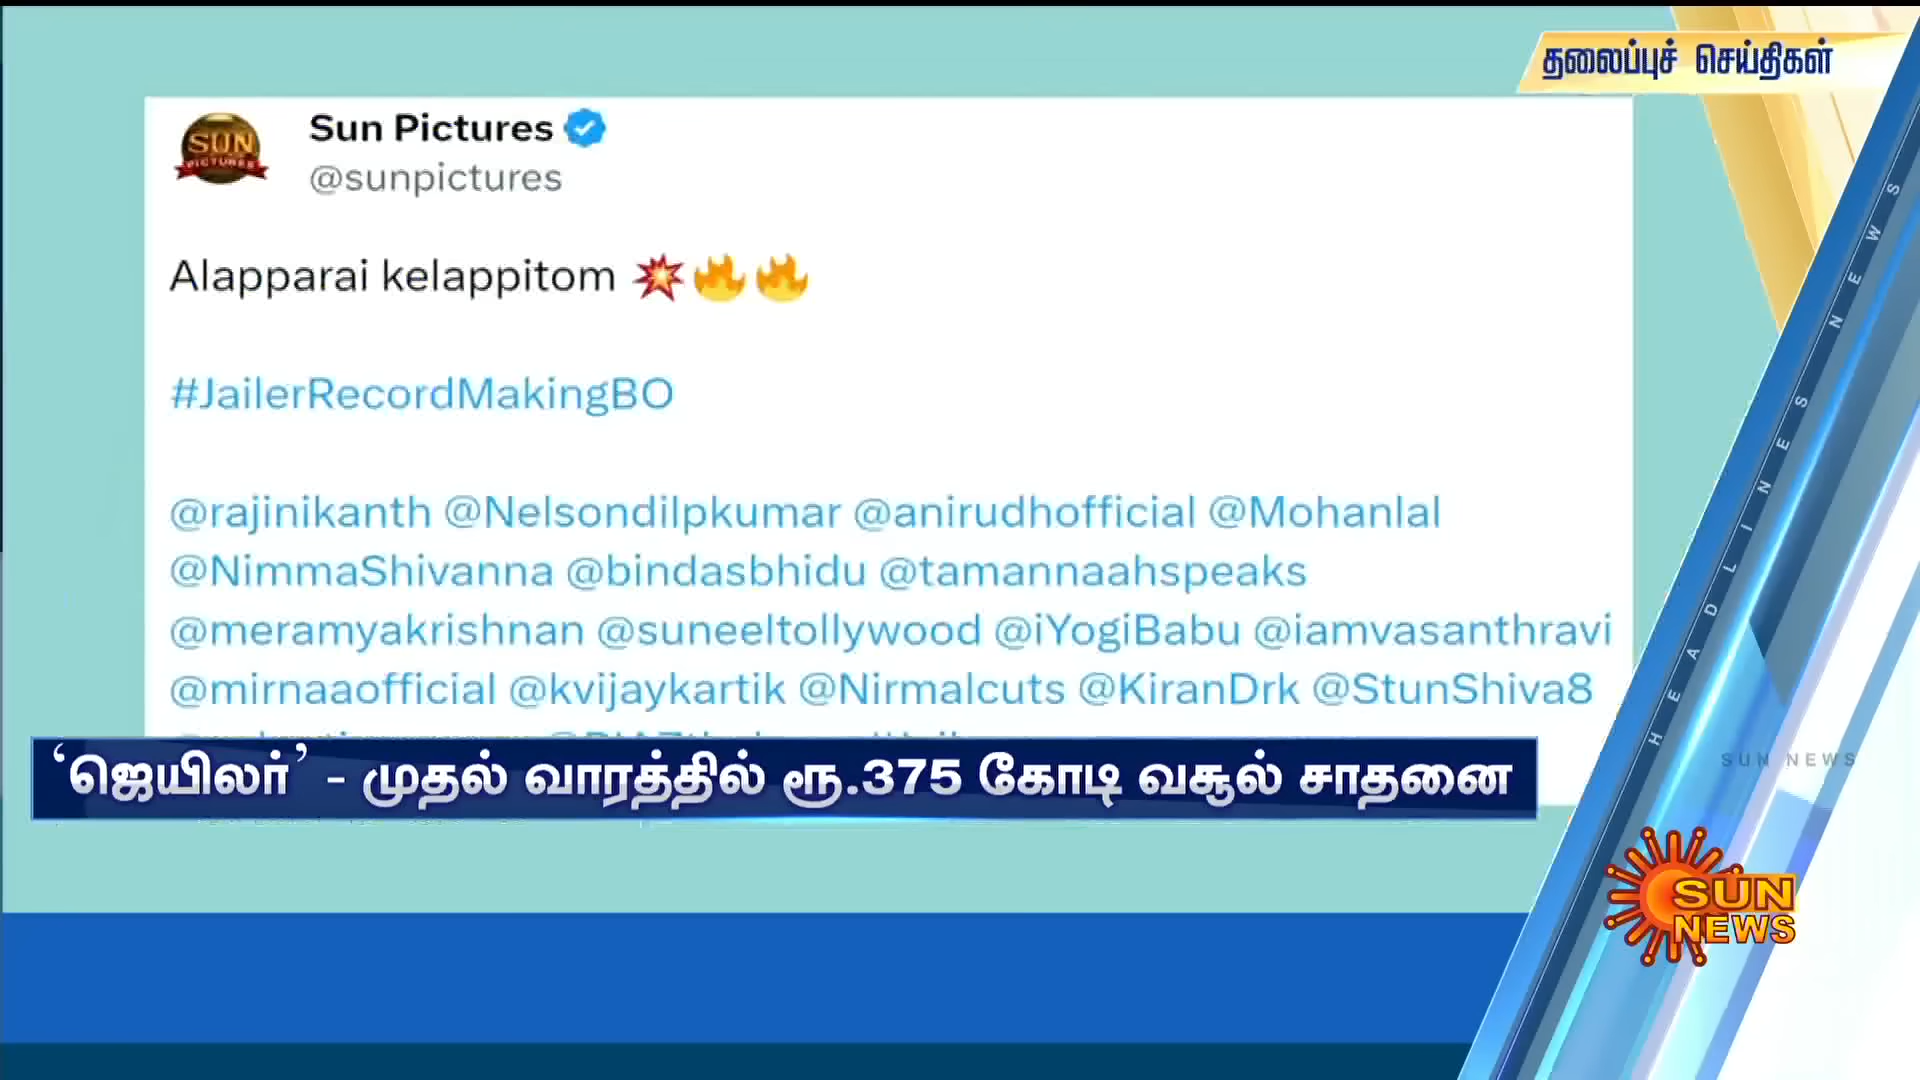 தலைப்புச் செய்திகள்
SUN PICTURES
Sun Pictures
@sunpictures
Alapparai kelappitom 💥🔥🔥
#JailerRecordMakingBO
@rajinikanth @Nelsondilpkumar @anirudhofficial @Mohanlal
@NimmaShivanna @bindasbhidu @tamannaahspeaks
@meramyakrishnan @suneeltollywood @iYogiBabu @iamvasanthravi
@mirnaaofficial @kvijaykartik @Nirmalcuts @KiranDrk @StunShiva8
‘ஜெயிலர்’ - முதல் வாரத்தில் ரூ.375 கோடி வசூல் சாதனை
HEADLINES NEWS
SUN NEWS
SUN
NEWS